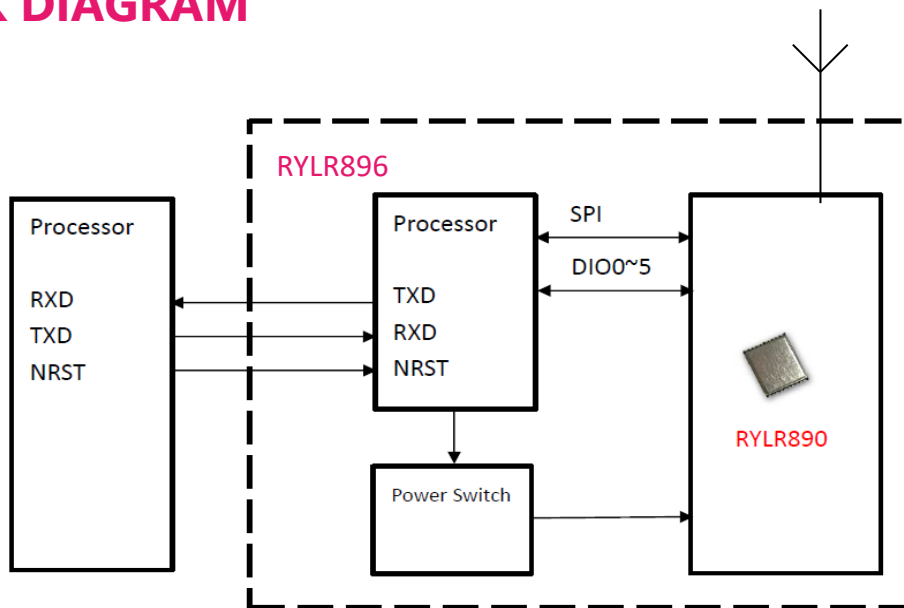 DIAGRAM
RYLR896
Processor
RXD
TXD
NRST
Processor
TXD
RXD
NRST
SPI
DIO0~5
RYLR890
Power Switch